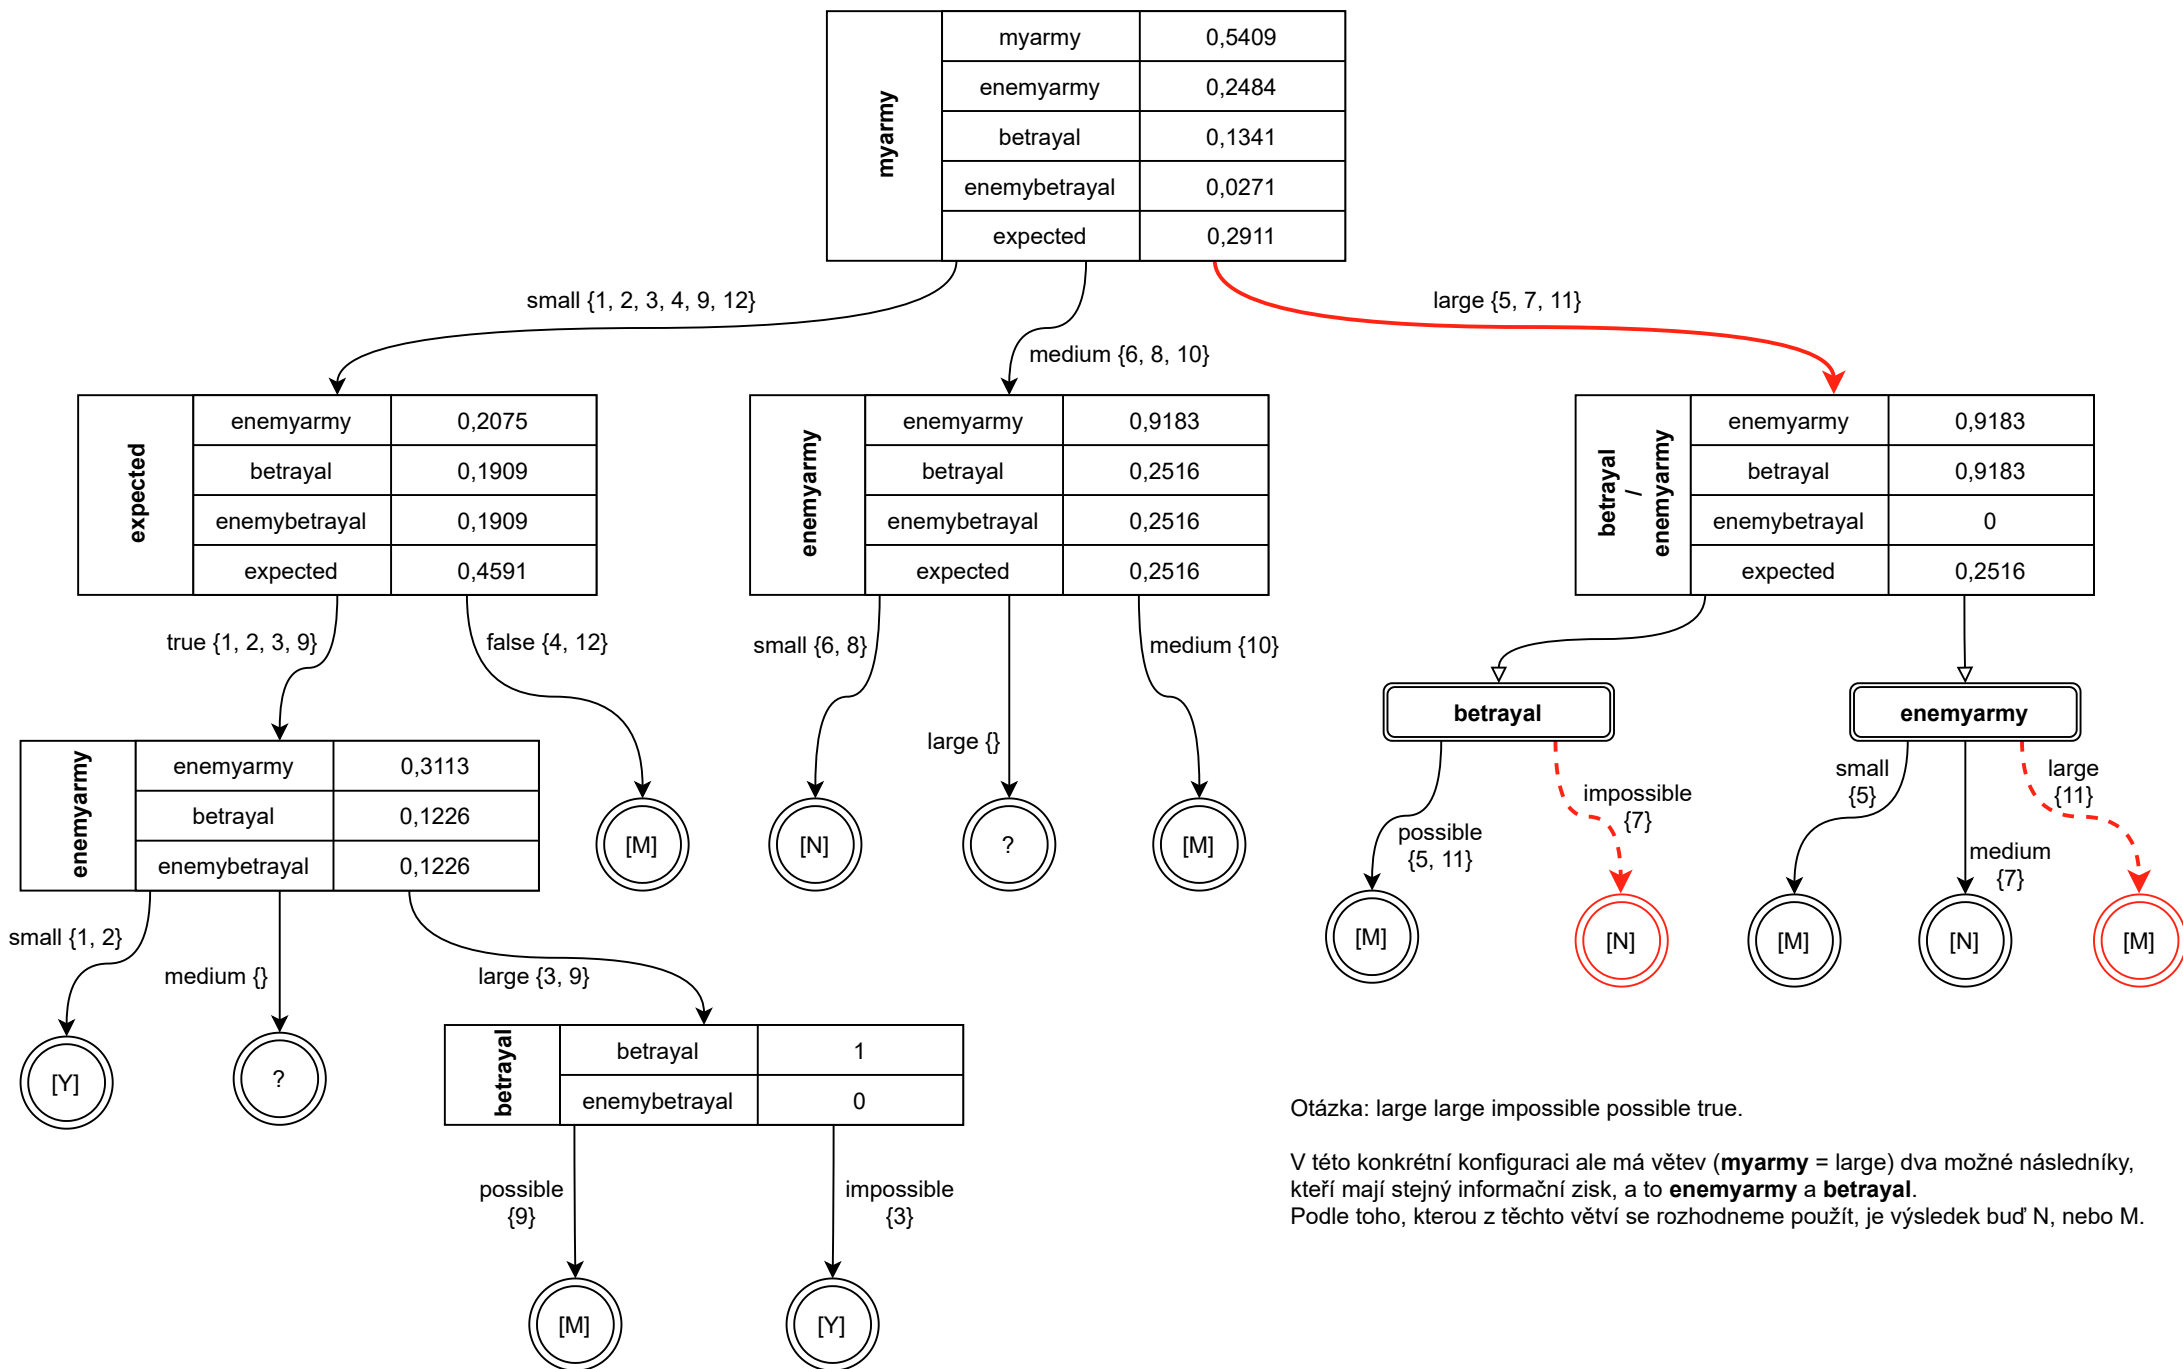 myarmy
myarmy 0,5409
enemyarmy 0,2484
betrayal 0,1341
enemybetrayal 0,0271
expected 0,2911
small {1, 2, 3, 4, 9, 12}
medium {6, 8, 10}
large {5, 7, 11}
expected
enemyarmy 0,2075
betrayal 0,1909
enemybetrayal 0,1909
expected 0,4591
enemyarmy
enemyarmy 0,9183
betrayal 0,2516
enemybetrayal 0,2516
expected 0,2516
betrayal
/
enemyarmy
enemyarmy 0,9183
betrayal 0,9183
enemybetrayal 0
expected 0,2516
true {1, 2, 3, 9}
false {4, 12}
small {6, 8}
large {}
medium {10}
betrayal
enemyarmy
enemyarmy
enemyarmy 0,3113
betrayal 0,1226
enemybetrayal 0,1226
[M]
[N]
?
[M]
possible
{5, 11}
impossible
{7}
small
{5}
medium
{7}
large
{11}
[M]
[N]
[M]
[N]
[M]
small {1, 2}
medium {}
large {3, 9}
[Y]
?
betrayal
betrayal 1
enemybetrayal 0
possible
{9}
impossible
{3}
[M]
[Y]
Otázka: large large impossible possible true.
V této konkrétní konfiguraci ale má větev (myarmy = large) dva možné následníky,
kteří mají stejný informační zisk, a to enemyarmy a betrayal.
Podle toho, kterou z těchto větví se rozhodneme použít, je výsledek buď N, nebo M.